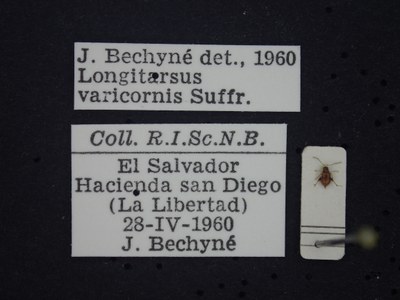 J. Bechyné det., 1960
Longitarsus
varicornis Suffr.
Coll. R.I.Sc.N.B.
El Salvador
Hacienda san Diego
(La Libertad)
28-IV-1960
J. Bechyné